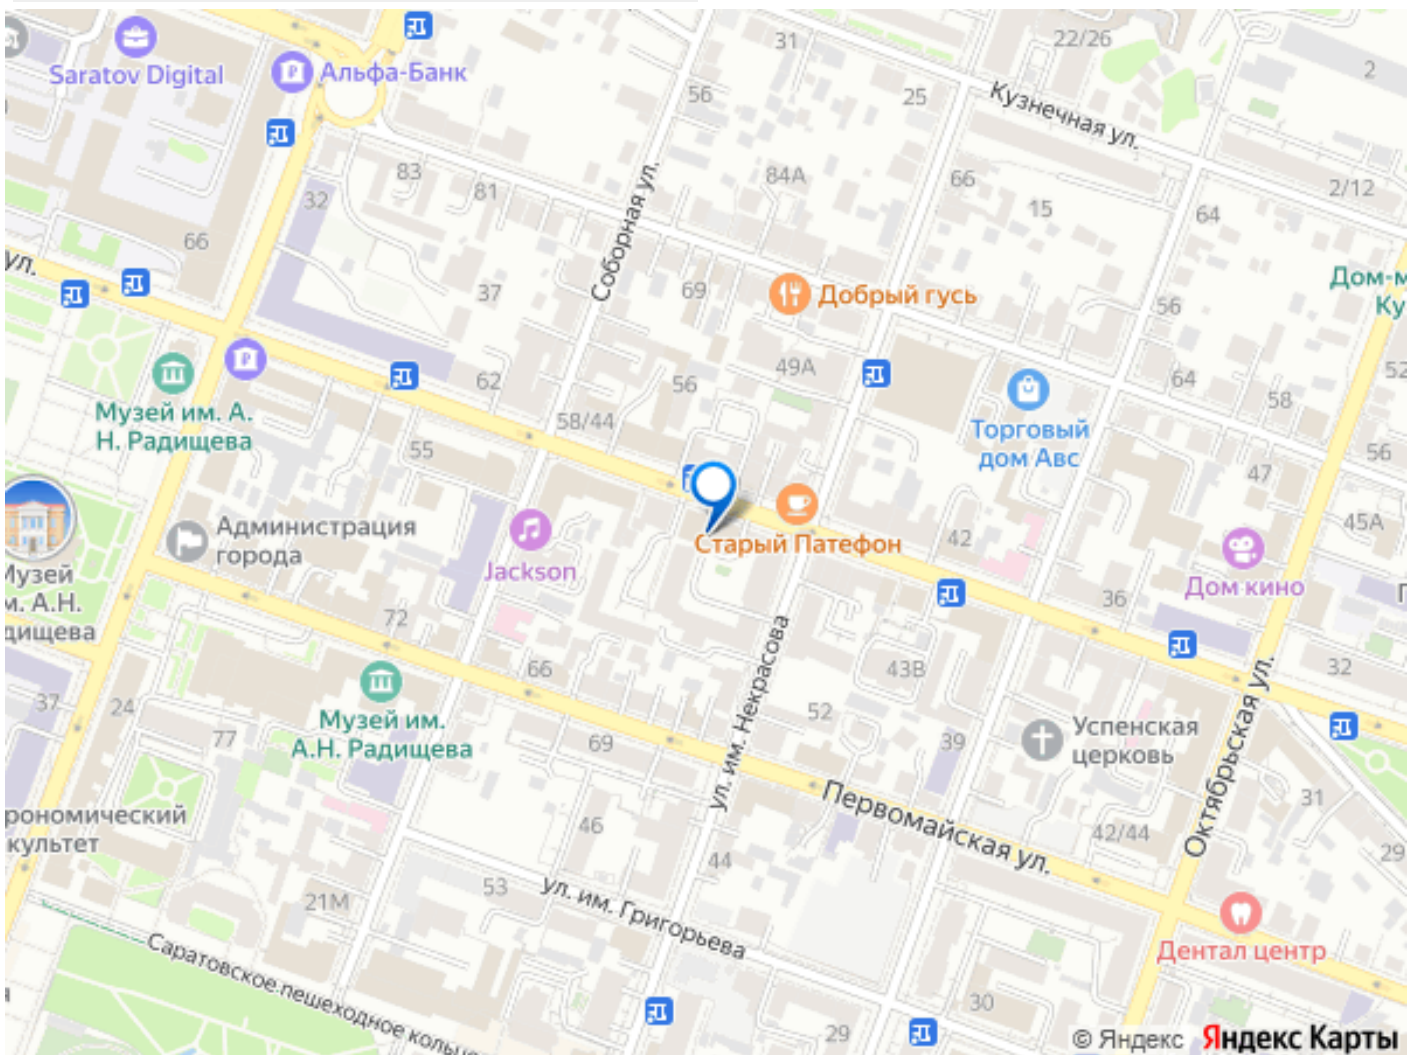 31
22/26
Saratov Digital
Альфа-Банк
2
56
25
Кузнечная ул.
83
81
84А
66
15
2/12
32
64
66
Соборная ул.
ул.
37
69
Добрый гусь
56
Дом-м
Ку
62
56
49А
64
58
52
Музей им. А.
Н. Радищева
58/44
Торговый
дом Авс
55
47
56
Администрация
города
Jackson
Старый Патефон
42
45А
Музей
м. А.Н.
дищева
Дом кино
72
36
66
43В
32
37
24
Музей им.
А.Н. Радищева
77
69
ул. им. Некрасова
52
39
Успенская
церковь
Октябрьская ул.
31
рономический
культет
46
Первомайская ул.
42/44
29
44
53
21М
ул. им. Григорьева
Саратовское пешеходное кольц
Дентал центр
30
29
© Яндекс Яндекс Карты